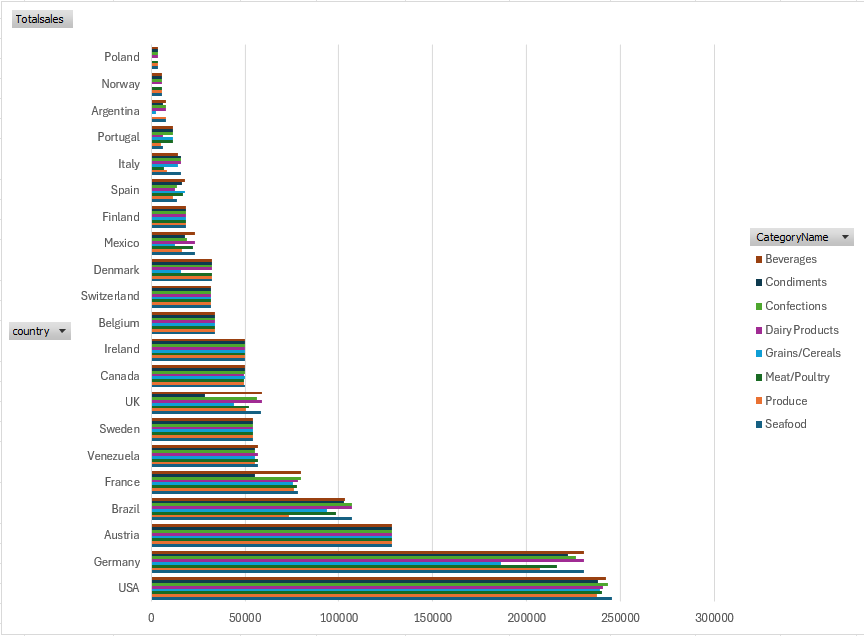 Totalsales
Poland
Norway
Argentina
Portugal
Italy
Spain
Finland
Mexico
Denmark
Switzerland
Belgium
Ireland
Canada
UK
Sweden
Venezuela
France
Brazil
Austria
Germany
USA
country
0 50000 100000 150000 200000 250000 300000
CategoryName
Beverages
Condiments
Confections
Dairy Products
Grains/Cereals
Meat/Poultry
Produce
Seafood